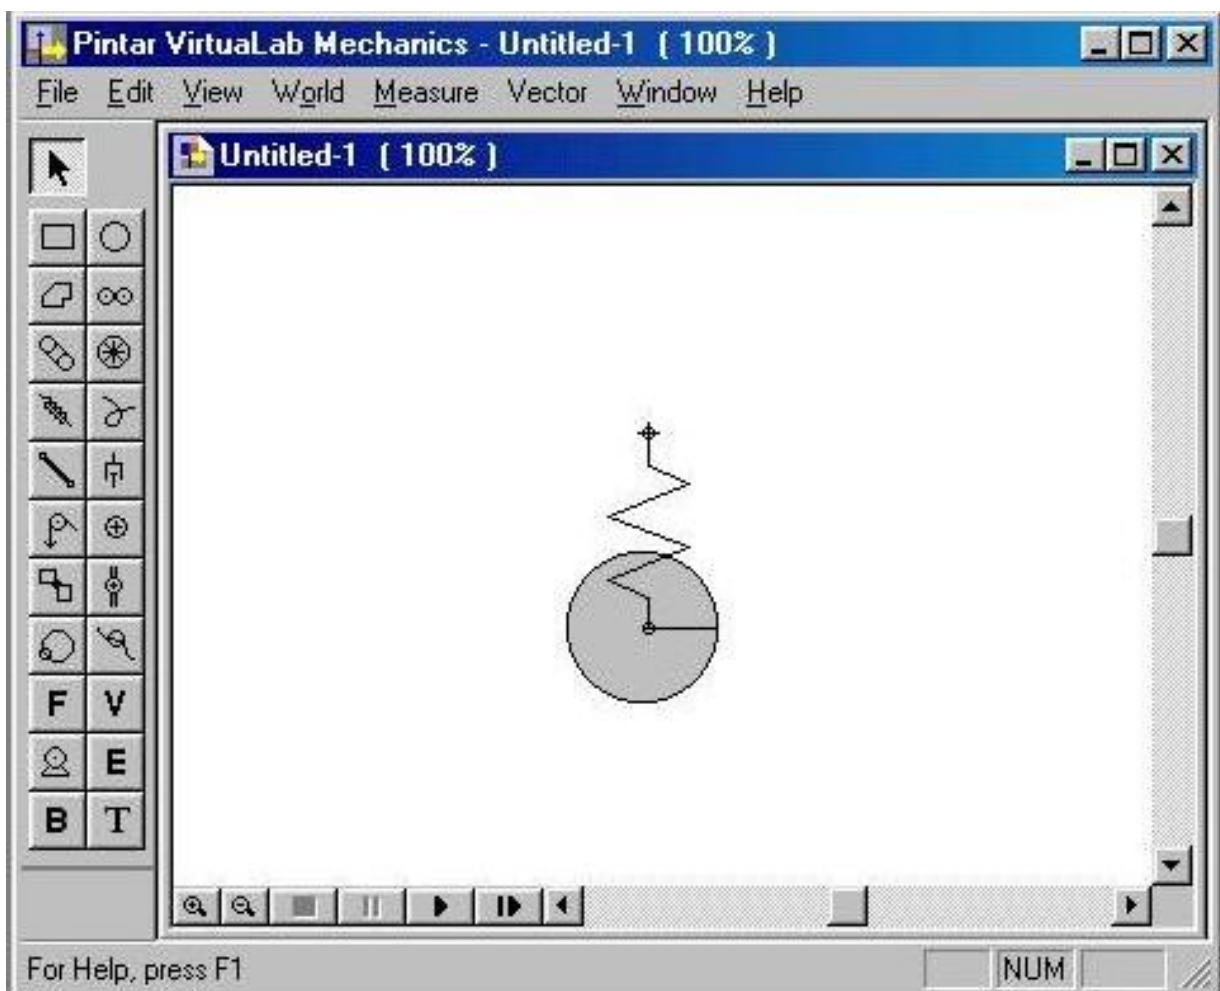 Pintar VirtuaLab Mechanics - Untitled-1 ( 100% )
File Edit View World Measure Vector Window Help
Untitled-1 ( 100% )
F V
E
B T
For Help, press F1 NUM